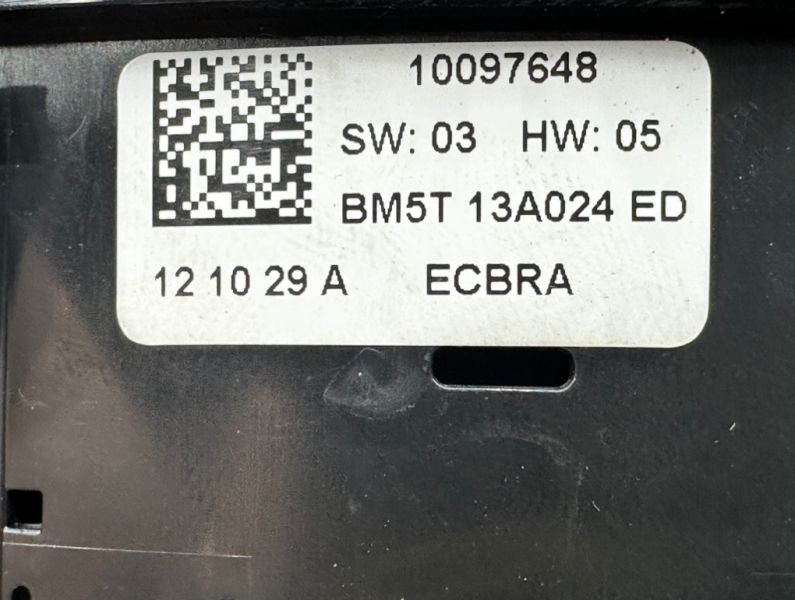 10097648
SW: 03 HW: 05
BM5T 13A024 ED
12 10 29 A ECBRA